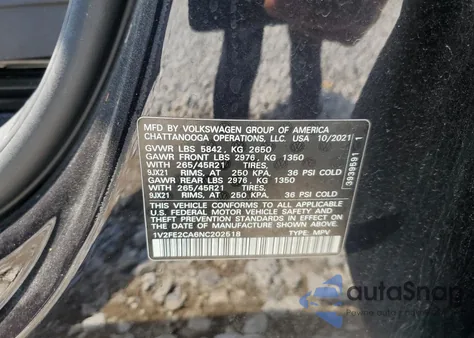 MFD BY VOLKSWAGEN GROUP OF AMERICA
CHATTANOOGA OPERATIONS, LLC USA 10/2021
GVWR LBS 5842, KG 2650
GAWR FRONT LBS 2976, KG 1350
WITH 265/45R21 TIRES,
9JX21 RIMS, AT 250 KPA, 36 PSI COLD
GAWR REAR LBS 2976, KG 1350
WITH 265/45R21 TIRES,
9JX21 RIMS, AT 250 KPA, 36 PSI COLD
THIS VEHICLE CONFORMS TO ALL APPLICABLE
U.S. FEDERAL MOTOR VEHICLE SAFETY, BUMPER,
AND THEFT PREVENTION STANDARDS IN EFFECT ON
THE DATE OF MANUFACTURE SHOWN ABOVE.
1V2FE2CA6NC202518 TYPE: MPV
3939591 1
autoSnap